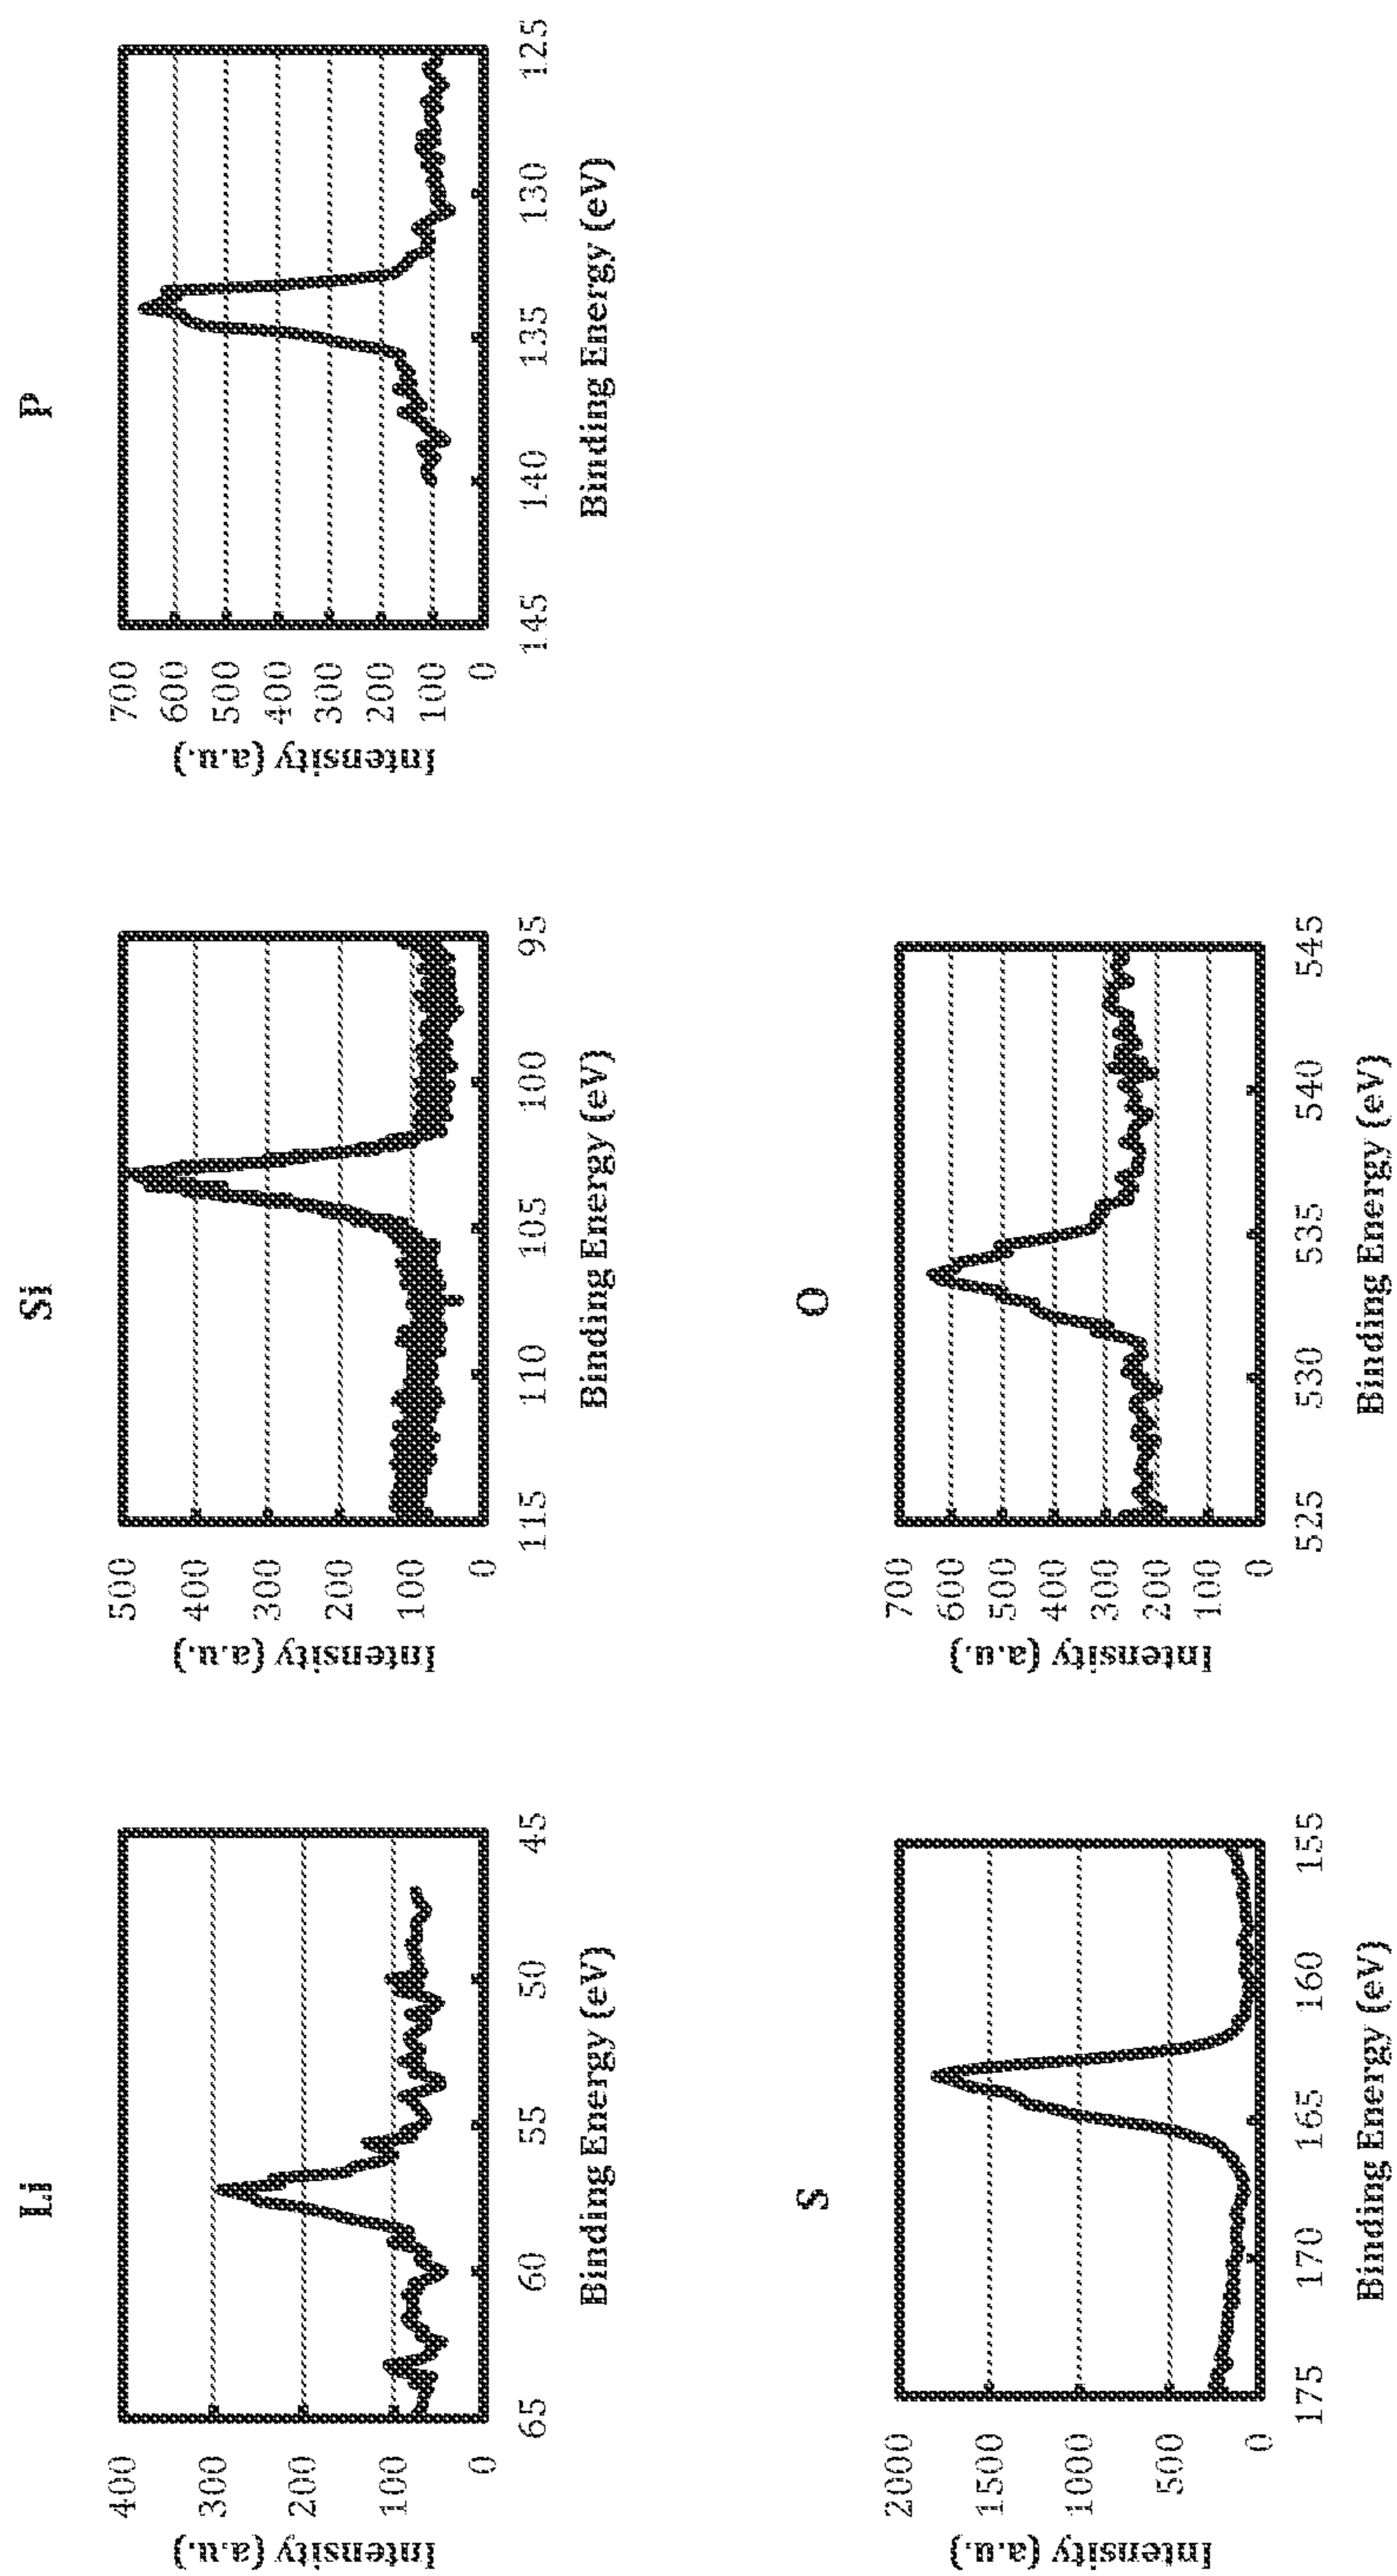 Li
400
300
200
100
0
Intensity (a.u.)
65 60 55 50 45
Binding Energy (eV)
Si
500
400
300
200
100
0
Intensity (a.u.)
115 110 105 100 95
Binding Energy (eV)
P
700
600
500
400
300
200
100
0
Intensity (a.u.)
145 140 135 130 125
Binding Energy (eV)
S
2000
1500
1000
500
0
Intensity (a.u.)
175 170 165 160 155
Binding Energy (eV)
O
700
600
500
400
300
200
100
0
Intensity (a.u.)
525 530 535 540 545
Binding Energy (eV)